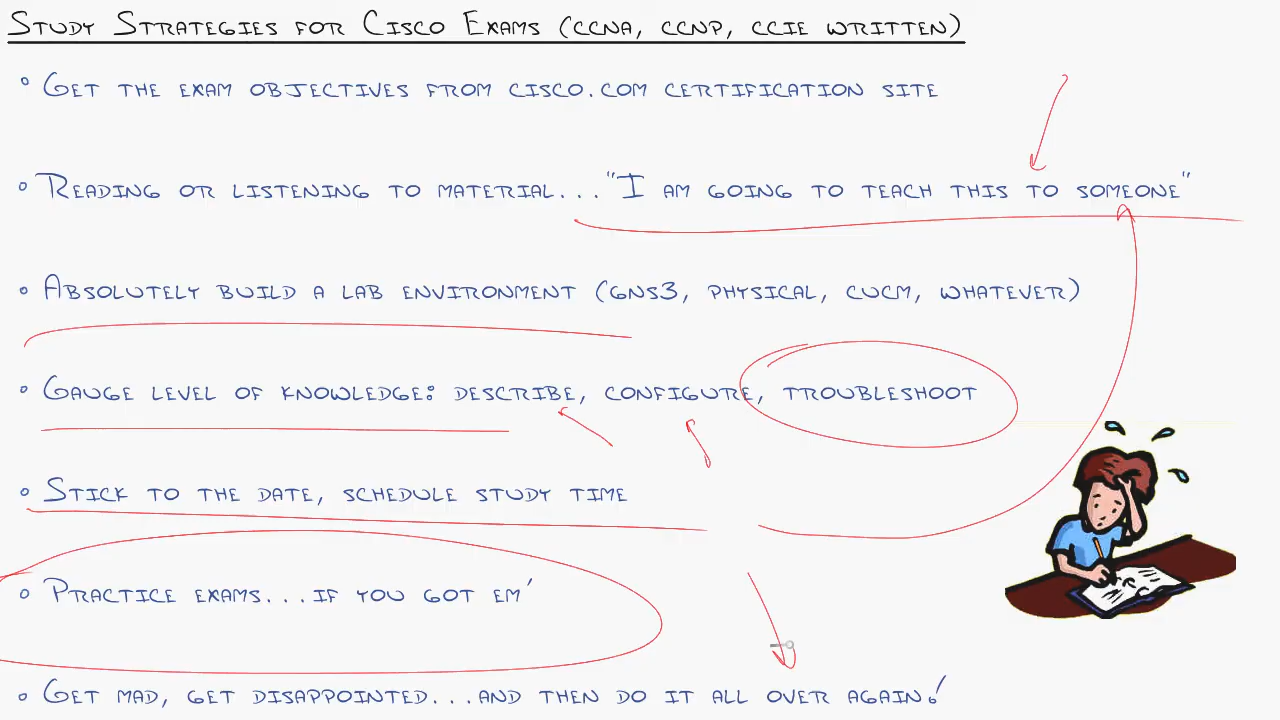 Study Strategies for Cisco Exams (CCNA, CCNP, CCIE written)
Get the exam objectives from cisco.com certification site
Reading or listening to material..."I am going to teach this to someone"
Absolutely build a lab environment (GNS3, physical, CUCM, whatever)
Gauge level of knowledge: describe, configure, troubleshoot
Stick to the date, schedule study time
Practice exams...if you got em'
Get mad, get disappointed...and then do it all over again!